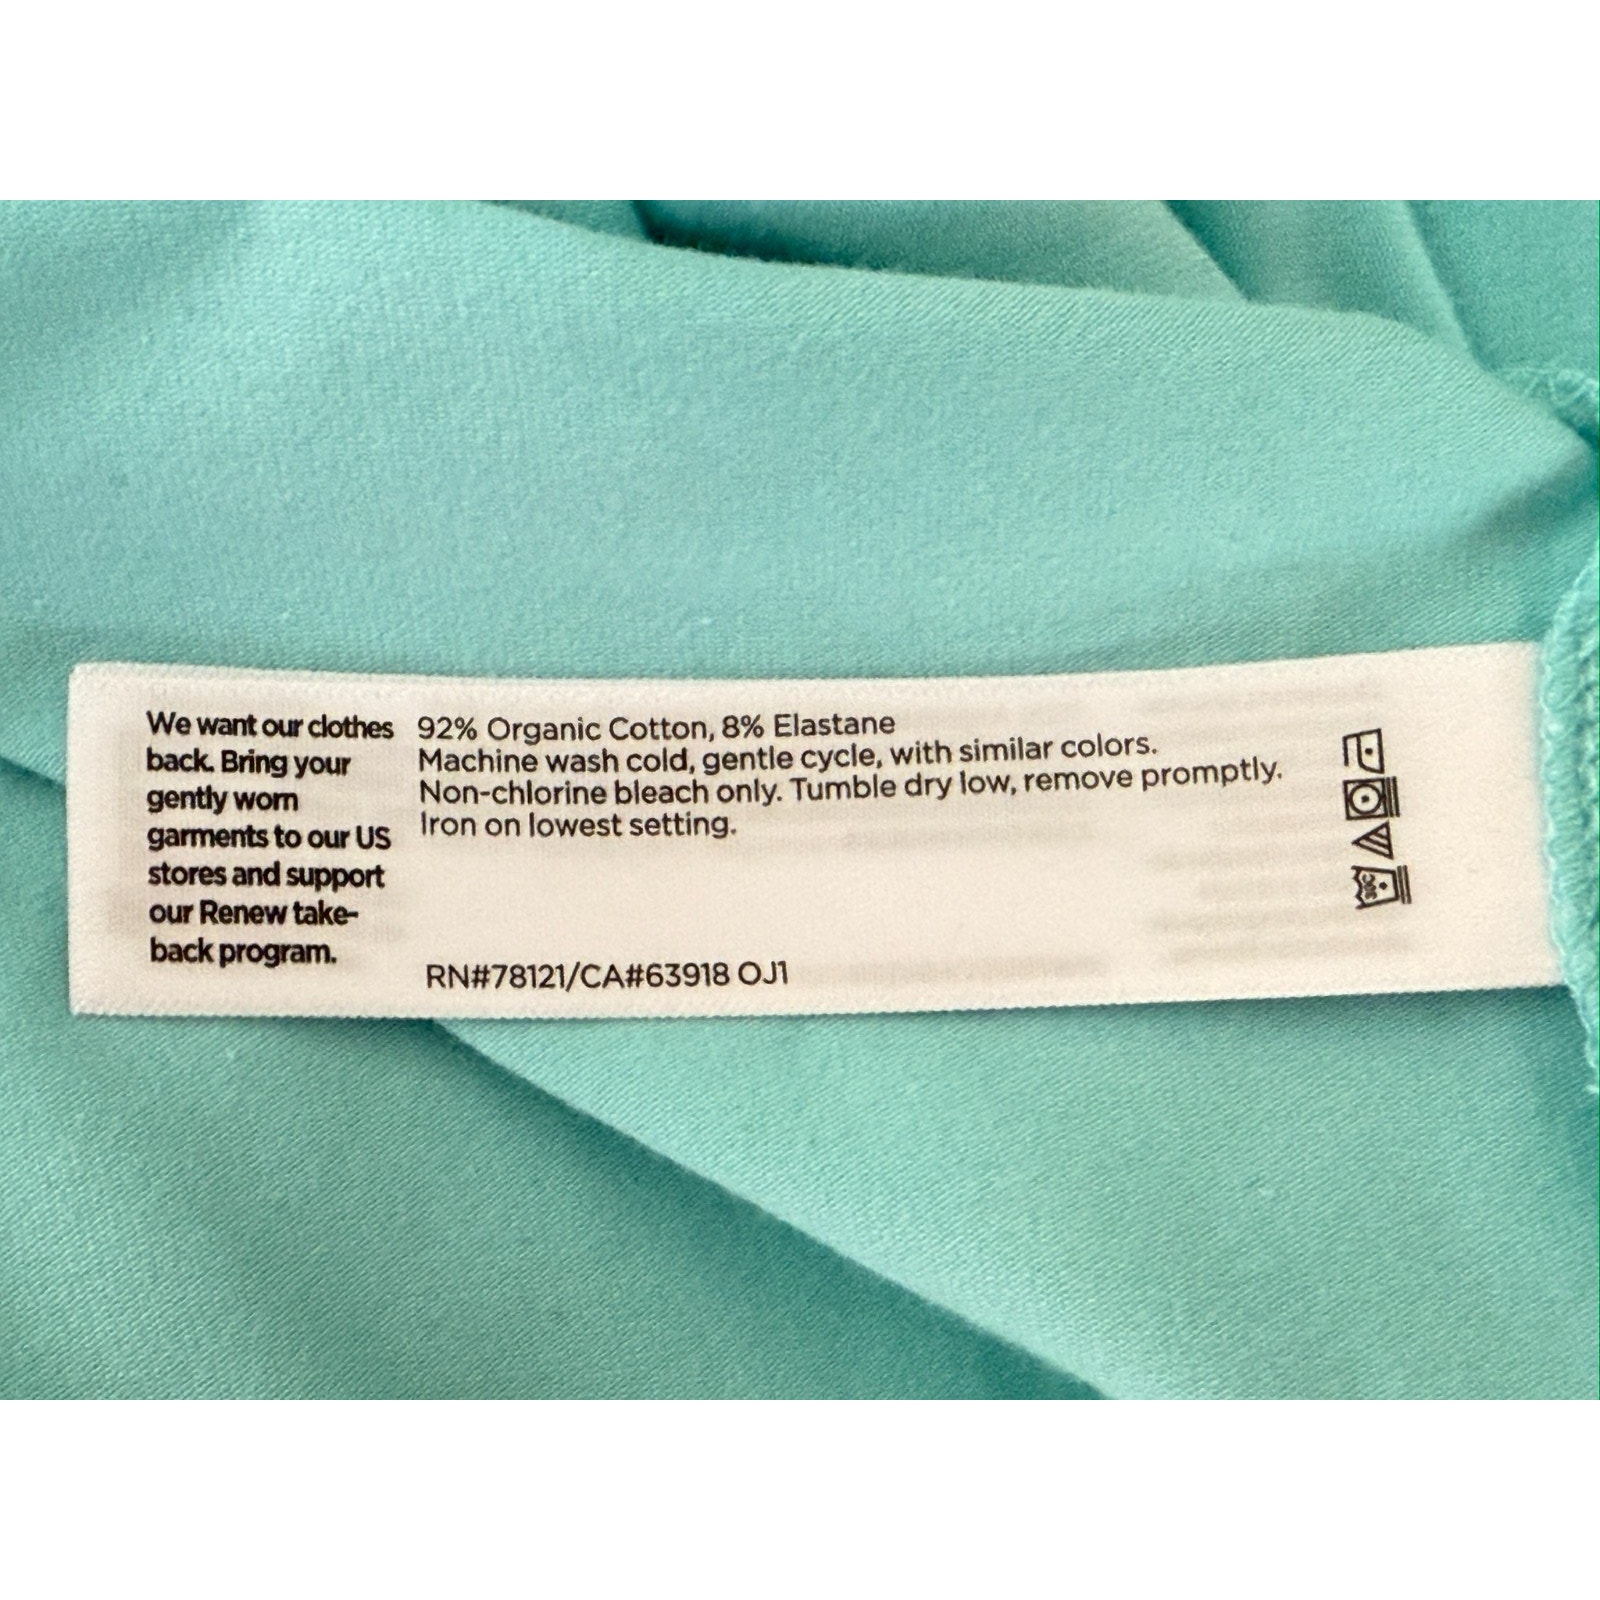 We want our clothes
back. Bring your
gently worn
garments to our US
stores and support
our Renew take-
back program.
92% Organic Cotton, 8% Elastane
Machine wash cold, gentle cycle, with similar colors.
Non-chlorine bleach only. Tumble dry low, remove promptly.
Iron on lowest setting.
RN#78121/CA#63918 OJ1
30C